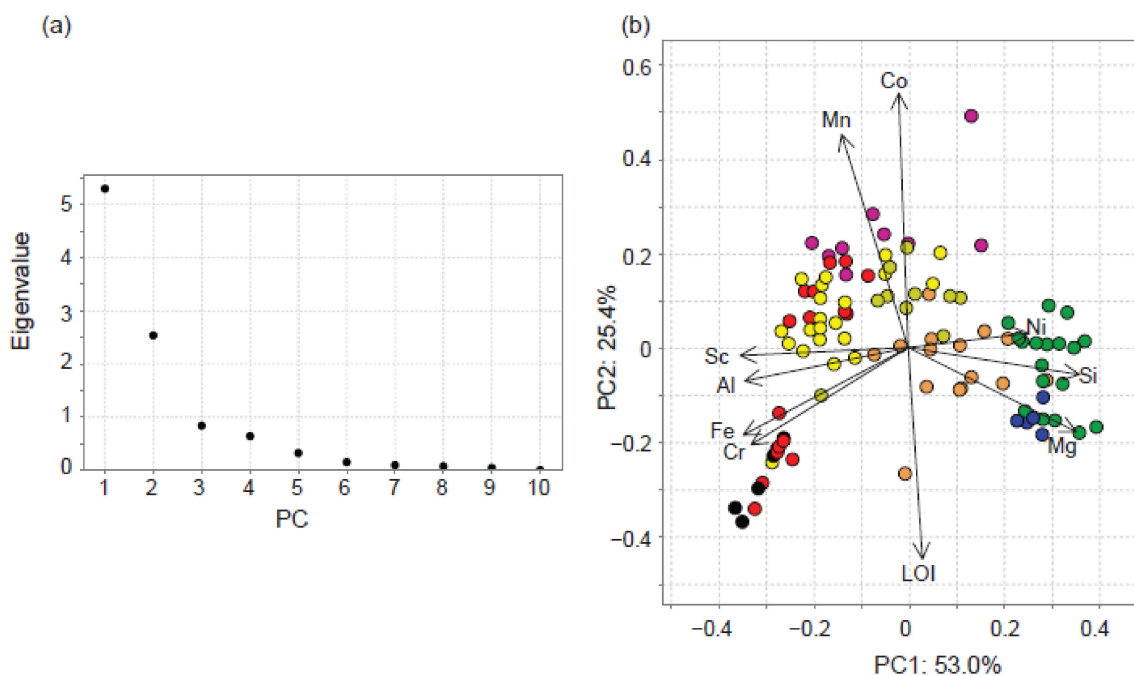 (a)
Eigenvalue
5
4
3
2
1
0
1 2 3 4 5 6 7 8 9 10
PC
(b)
PC2: 25.4%
0.6
0.4
0.2
0
−0.2
−0.4
Co
Mn
Ni
Sc
Si
Al
Fe
Cr
Mg
LOI
−0.4 −0.2 0 0.2 0.4
PC1: 53.0%